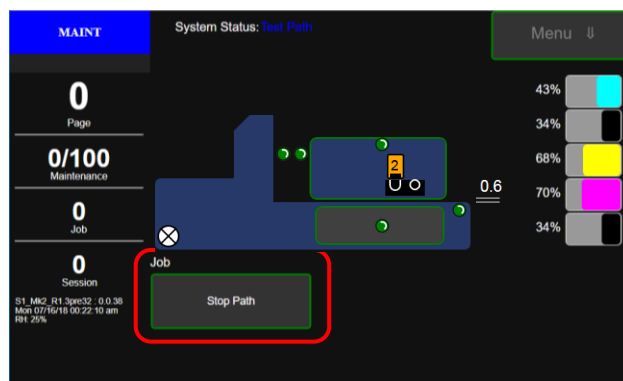 MAINT
System Status: Test Path
Menu ⇓
0
Page
0/100
Maintenance
0
Job
0
Session
S1_Mk2_R1.3pre32 : 0.0.38
Mon 07/16/18 00:22:10 am
RH: 25%
2
0.6
43%
34%
68%
70%
34%
Job
Stop Path